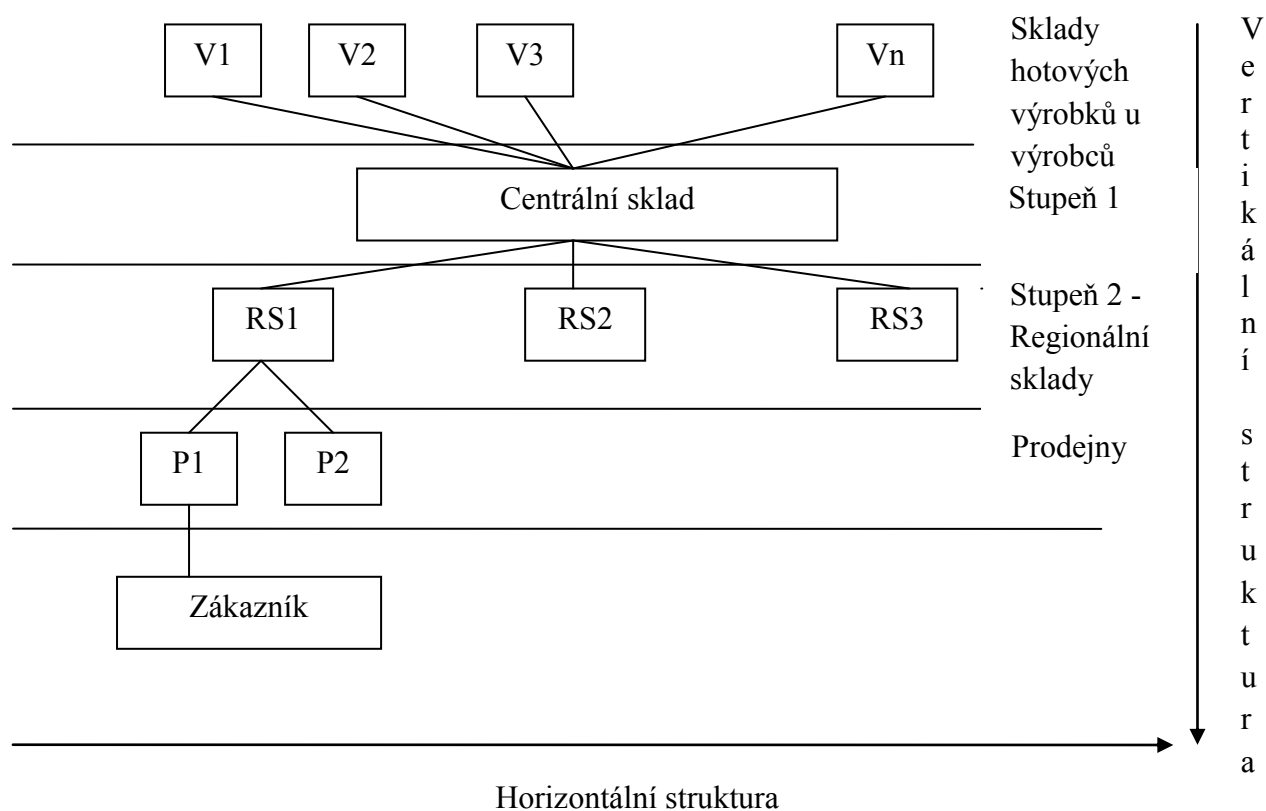 V1
V2
V3
Vn
Sklady
hotových
výrobků u
výrobců
Stupeň 1
Centrální sklad
RS1
RS2
RS3
Stupeň 2 -
Regionální
sklady
P1
P2
Prodejny
Zákazník
Horizontální struktura
Vertikální struktura